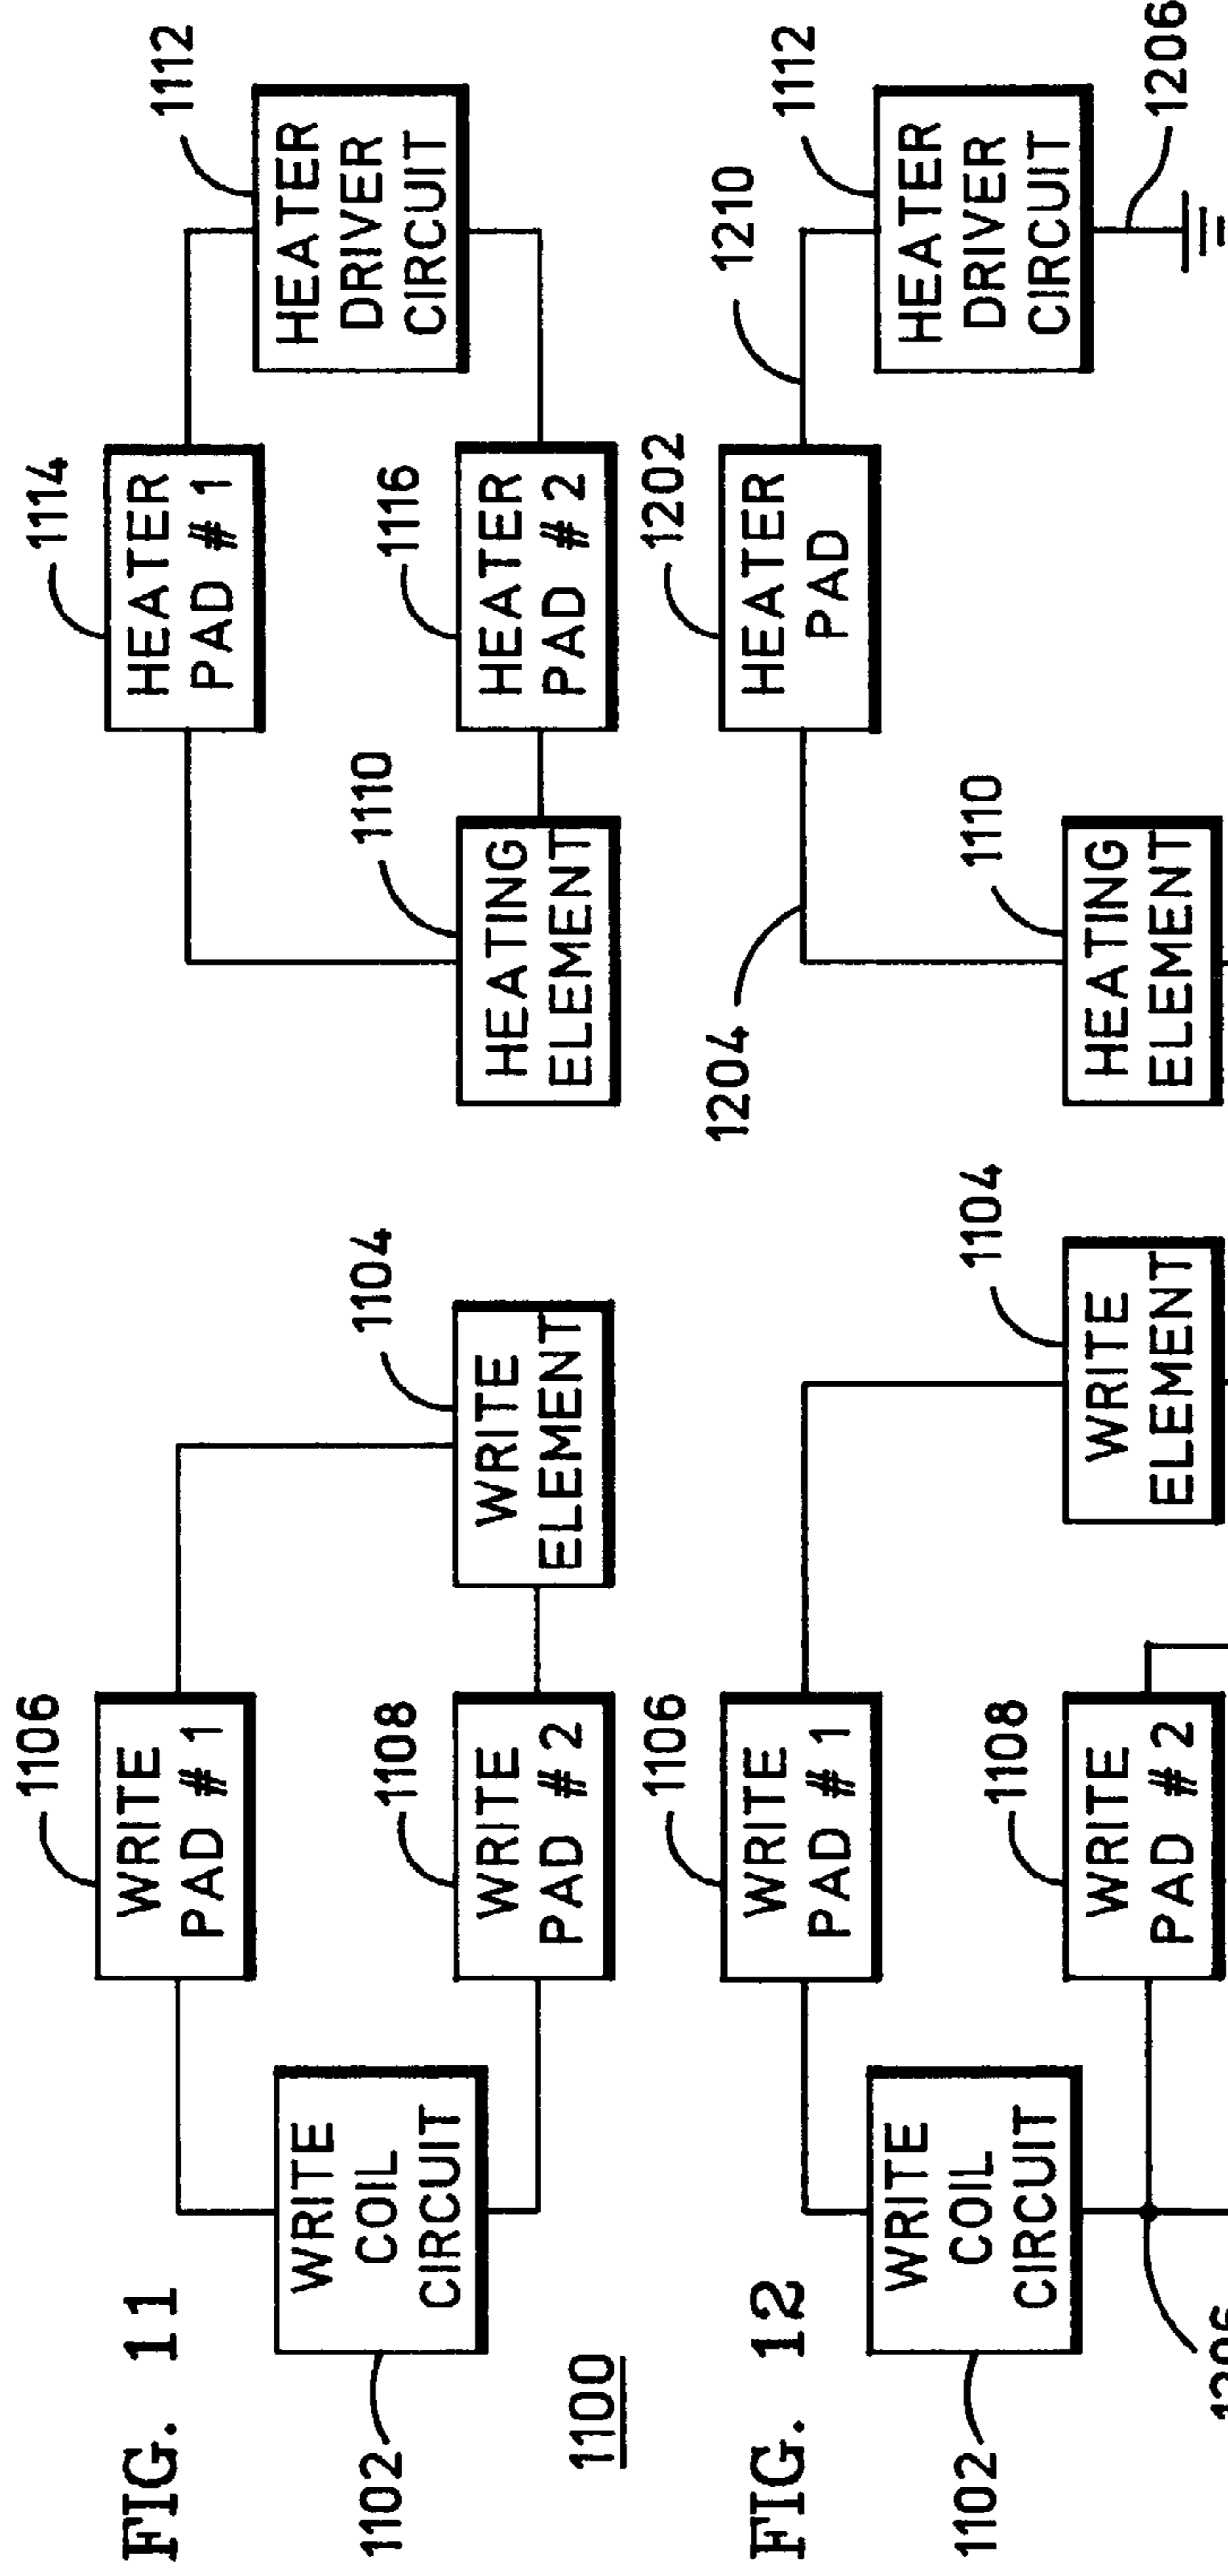 FIG. 11
1106
WRITE
PAD # 1
1102
WRITE
COIL
CIRCUIT
1108
WRITE
PAD # 2
1104
WRITE
ELEMENT
1100
1114
HEATER
PAD # 1
1112
HEATER
DRIVER
CIRCUIT
1110
HEATING
ELEMENT
1116
HEATER
PAD # 2
FIG. 12
1106
WRITE
PAD # 1
1102
WRITE
COIL
CIRCUIT
1108
WRITE
PAD # 2
1104
WRITE
ELEMENT
1204
1202
HEATER
PAD
1210
1112
HEATER
DRIVER
CIRCUIT
1110
HEATING
ELEMENT
1206